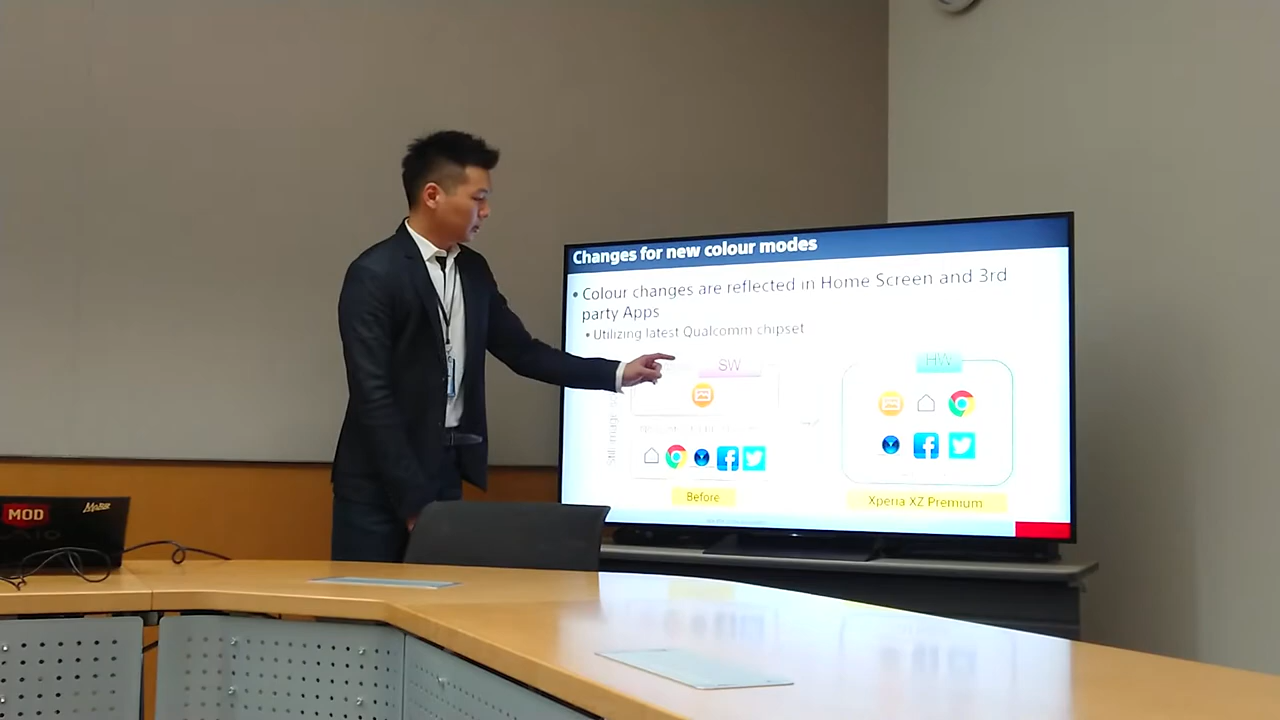 Changes for new colour modes
• Colour changes are reflected in Home Screen and 3rd
party Apps
• Utilizing latest Qualcomm chipset
SW
HW
Before
Xperia XZ Premium
MOD
VAIO